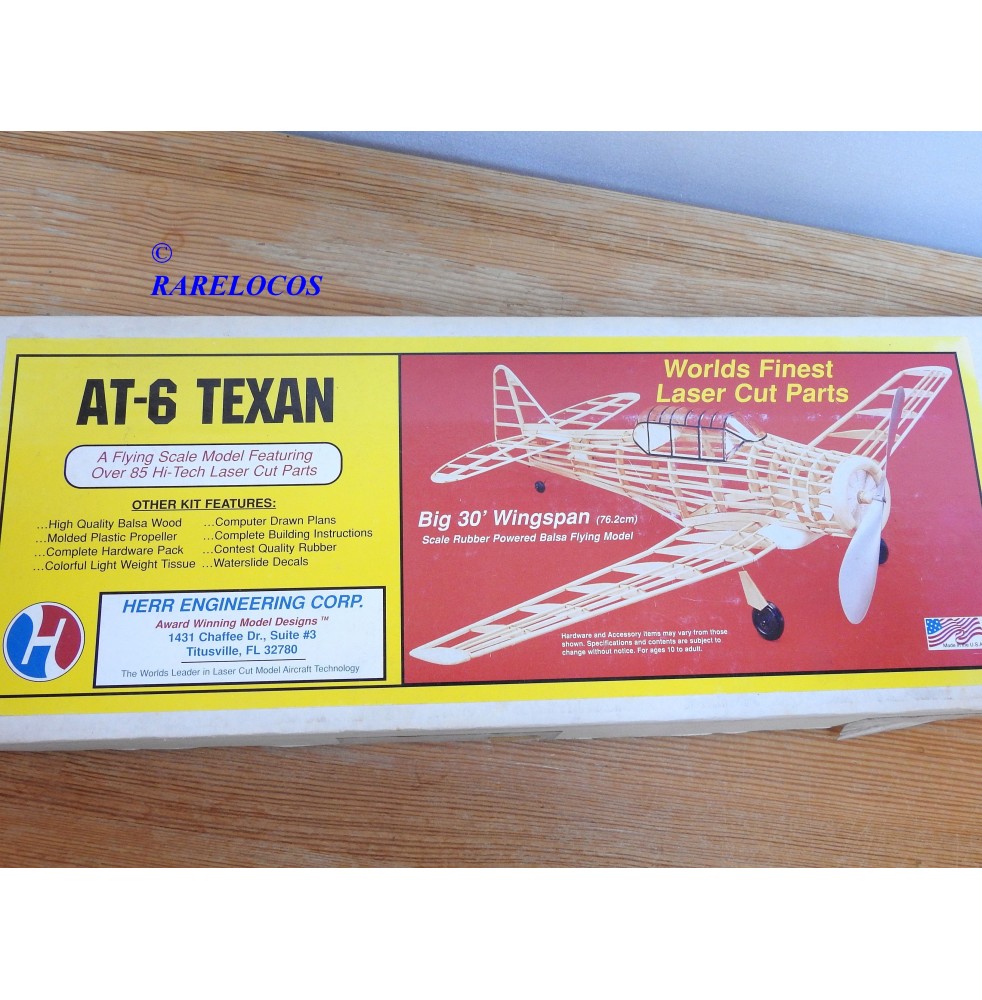 ©
RARELOCOS
AT-6 TEXAN
A Flying Scale Model Featuring
Over 85 Hi-Tech Laser Cut Parts
OTHER KIT FEATURES:
...High Quality Balsa Wood
...Molded Plastic Propeller
...Complete Hardware Pack
...Colorful Light Weight Tissue
...Computer Drawn Plans
...Complete Building Instructions
...Contest Quality Rubber
...Waterslide Decals
H
HERR ENGINEERING CORP.
Award Winning Model Designs ™
1431 Chaffee Dr., Suite #3
Titusville, FL 32780
The Worlds Leader in Laser Cut Model Aircraft Technology
Worlds Finest
Laser Cut Parts
Big 30' Wingspan (76.2cm)
Scale Rubber Powered Balsa Flying Model
Hardware and Accessory items may vary from those
shown. Specifications and contents are subject to
change without notice. For ages 10 to adult.
Made in the U.S.A.